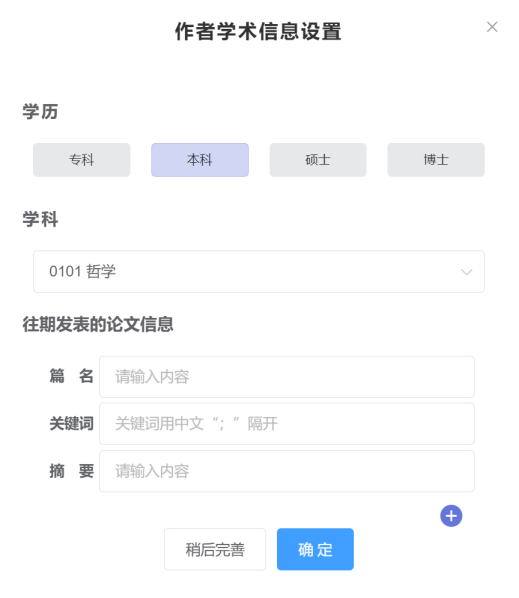 作者学术信息设置
学历
专科 本科 硕士 博士
学科
0101 哲学
往期发表的论文信息
篇 名 请输入内容
关键词 关键词用中文“；”隔开
摘 要 请输入内容
稍后完善 确 定